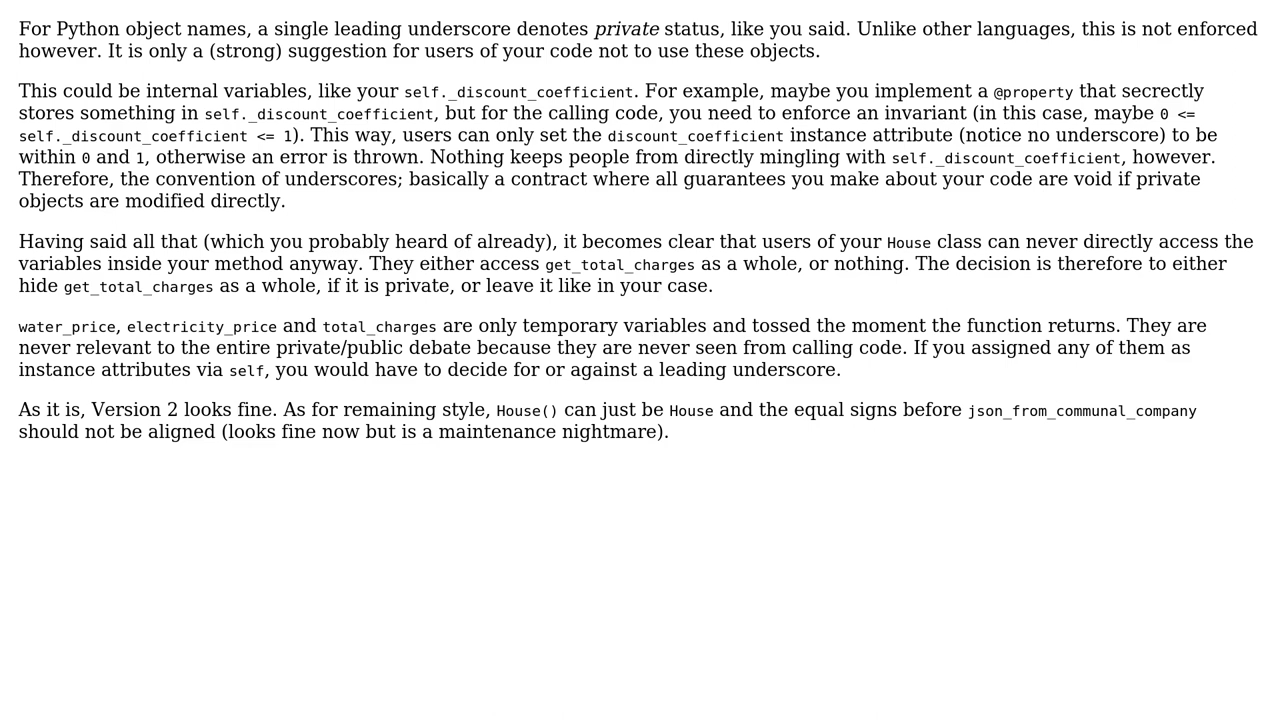 For Python object names, a single leading underscore denotes private status, like you said. Unlike other languages, this is not enforced
however. It is only a (strong) suggestion for users of your code not to use these objects.
This could be internal variables, like your self._discount_coefficient. For example, maybe you implement a @property that secrectly
stores something in self._discount_coefficient, but for the calling code, you need to enforce an invariant (in this case, maybe 0 <=
self._discount_coefficient <= 1). This way, users can only set the discount_coefficient instance attribute (notice no underscore) to be
within 0 and 1, otherwise an error is thrown. Nothing keeps people from directly mingling with self._discount_coefficient, however.
Therefore, the convention of underscores; basically a contract where all guarantees you make about your code are void if private
objects are modified directly.
Having said all that (which you probably heard of already), it becomes clear that users of your House class can never directly access the
variables inside your method anyway. They either access get_total_charges as a whole, or nothing. The decision is therefore to either
hide get_total_charges as a whole, if it is private, or leave it like in your case.
water_price, electricity_price and total_charges are only temporary variables and tossed the moment the function returns. They are
never relevant to the entire private/public debate because they are never seen from calling code. If you assigned any of them as
instance attributes via self, you would have to decide for or against a leading underscore.
As it is, Version 2 looks fine. As for remaining style, House() can just be House and the equal signs before json_from_communal_company
should not be aligned (looks fine now but is a maintenance nightmare).